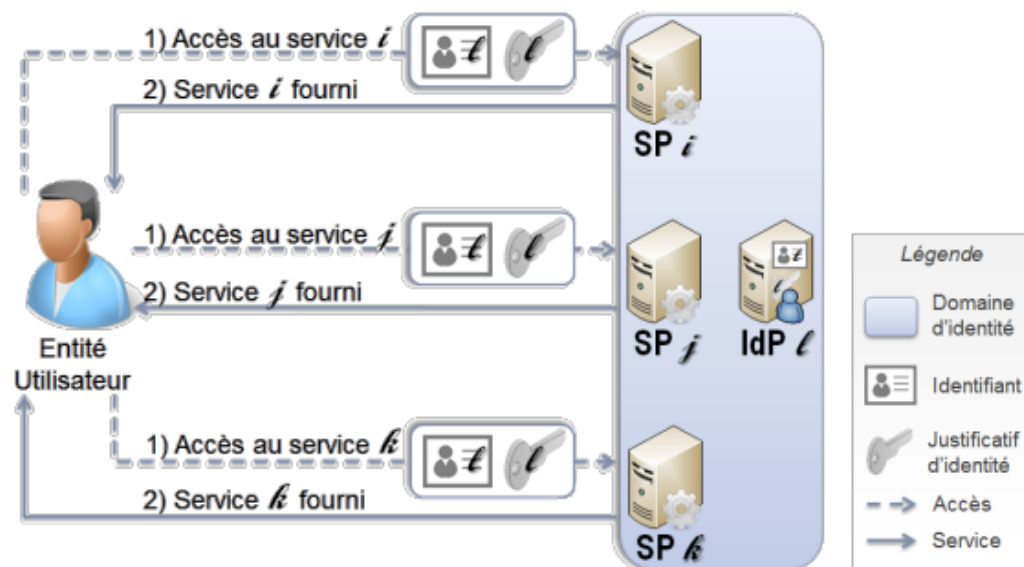 1) Accès au service i
l l
2) Service i fourni
SP i
1) Accès au service j
l l
2) Service j fourni
SP j
l
l
IdP l
Entité
Utilisateur
1) Accès au service k
l l
2) Service k fourni
SP k
Légende
Domaine
d'identité
Identifiant
Justificatif
d'identité
Accès
Service